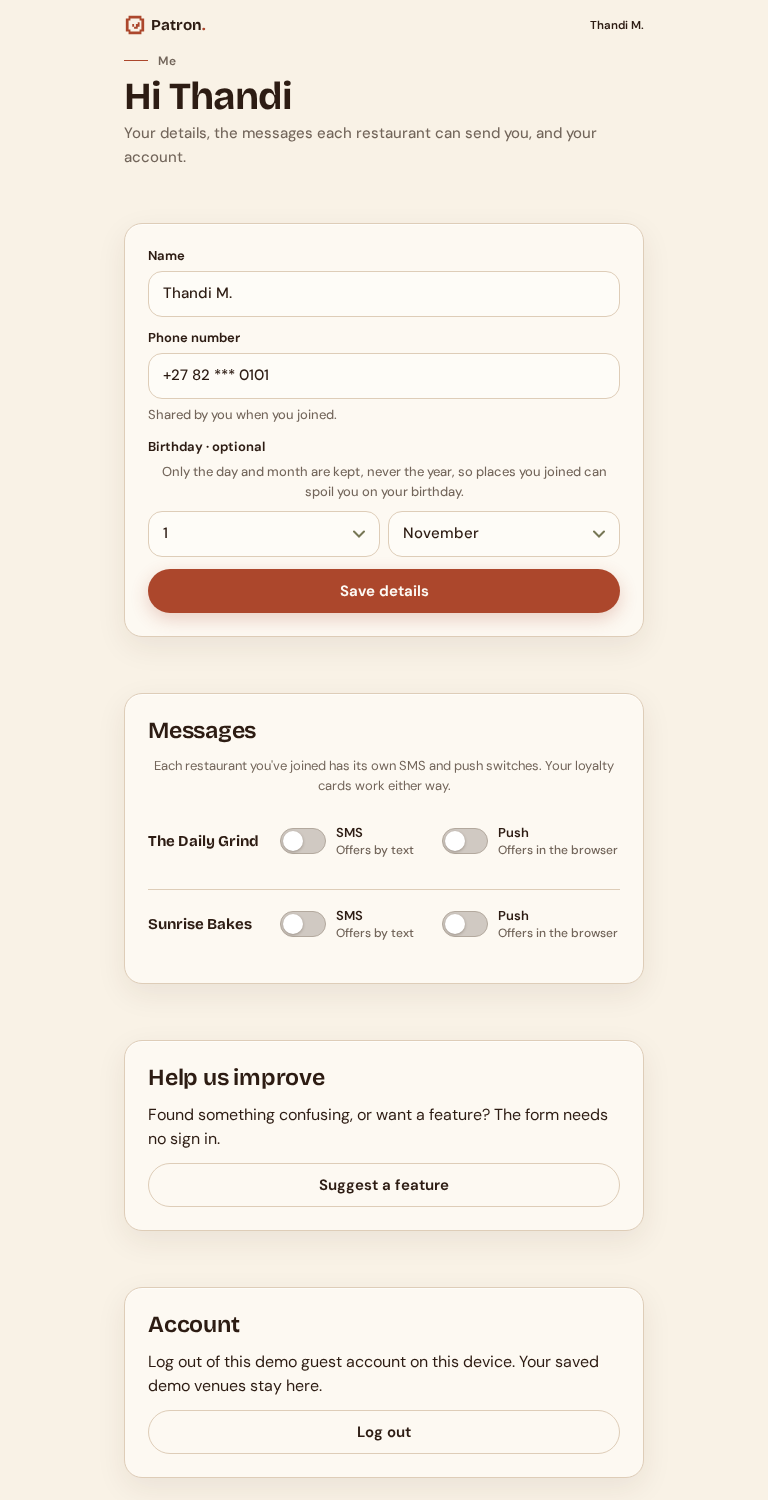 Patron.
Thandi M.
Me
Hi Thandi
Your details, the messages each restaurant can send you, and your
account.
Name
Thandi M.
Phone number
+27 82 *** 0101
Shared by you when you joined.
Birthday · optional
Only the day and month are kept, never the year, so places you joined can
spoil you on your birthday.
1
November
Save details
Messages
Each restaurant you've joined has its own SMS and push switches. Your loyalty
cards work either way.
The Daily Grind
SMS
Offers by text
Push
Offers in the browser
Sunrise Bakes
SMS
Offers by text
Push
Offers in the browser
Help us improve
Found something confusing, or want a feature? The form needs
no sign in.
Suggest a feature
Account
Log out of this demo guest account on this device. Your saved
demo venues stay here.
Log out